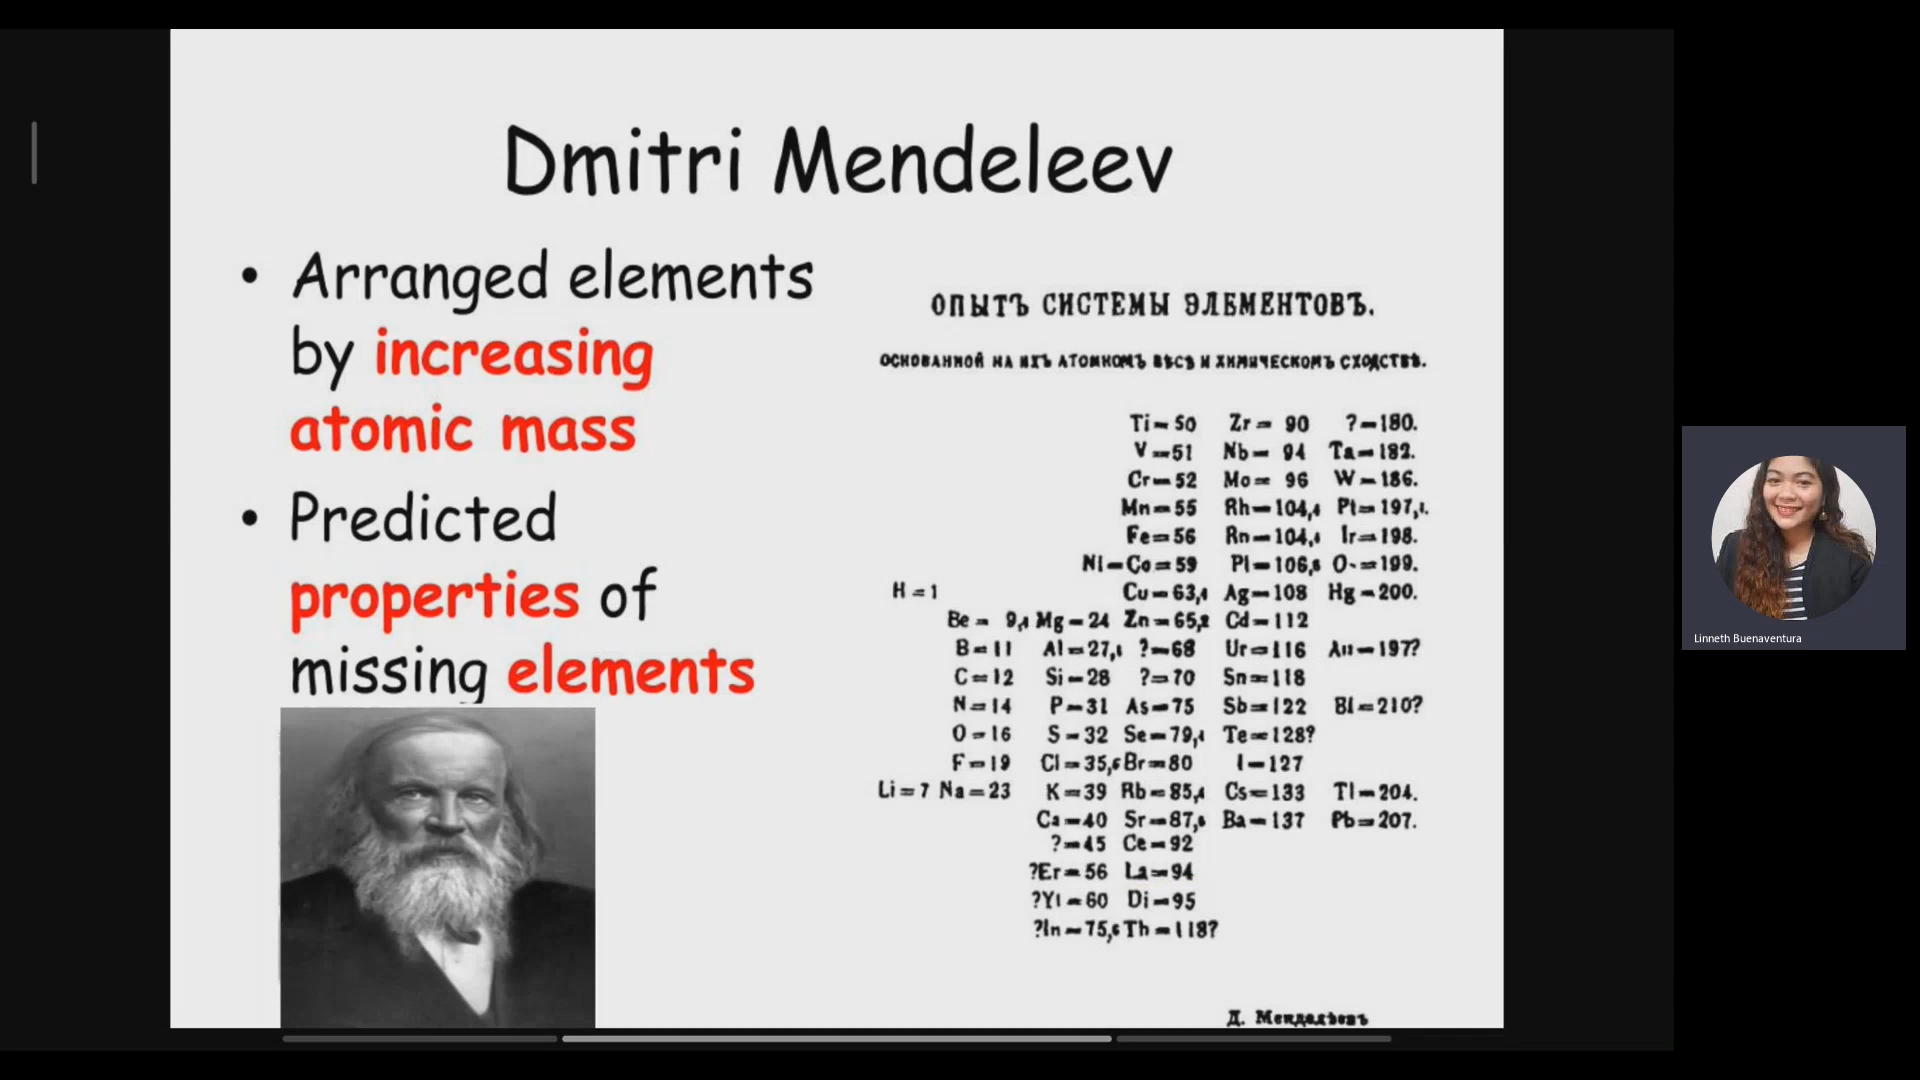 Dmitri Mendeleev
• Arranged elements
by increasing
atomic mass
• Predicted
properties of
missing elements
ОПЫТЪ СИСТЕМЫ ЭЛЕМЕНТОВЪ.
ОСНОВАННОЙ НА ИХЪ АТОМНОМЪ ВѢСѢ И ХИМИЧЕСКОМЪ СХОДСТВѢ.
Ti=50 Zr= 90 ?=180.
V=51 Nb= 94 Ta=182.
Cr=52 Mo= 96 W=186.
Mn=55 Rh=104,4 Pt=197,1.
Fe=56 Rn=104,4 Ir=198.
Ni=Co=59 Pl=106,6 O-=199.
H=1 Cu=63,4 Ag=108 Hg=200.
Be= 9,4 Mg=24 Zn=65,2 Cd=112
B=11 Al=27,1 ?=68 Ur=116 Au=197?
C=12 Si=28 ?=70 Sn=118
N=14 P=31 As=75 Sb=122 Bi=210?
O=16 S=32 Se=79,4 Te=128?
F=19 Cl=35,6 Br=80 I=127
Li=7 Na=23 K=39 Rb=85,4 Cs=133 Tl=204.
Ca=40 Sr=87,6 Ba=137 Pb=207.
?=45 Ce=92
?Er=56 La=94
?Yt=60 Di=95
?In=75,6 Th=118?
Д. Менделѣевъ
Linneth Buenaventura